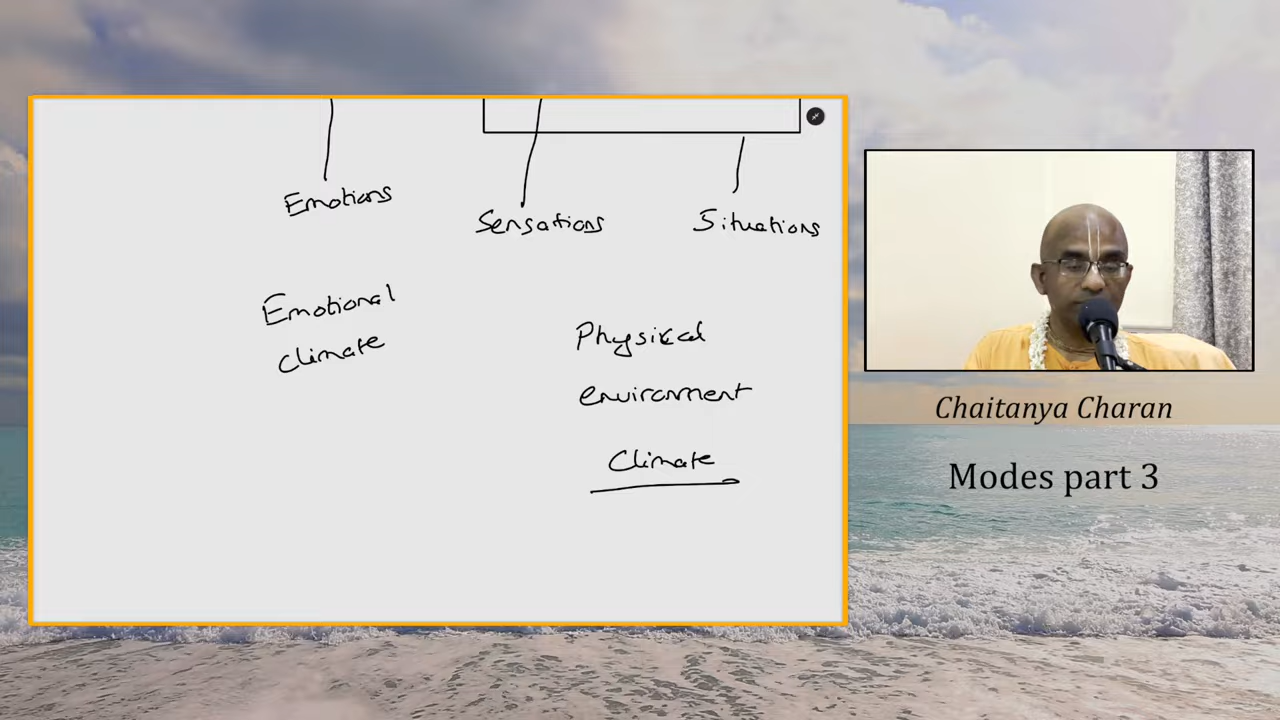 Emotions
Sensations
Situations
Emotional
climate
Physical
environment
Climate
Chaitanya Charan
Modes part 3